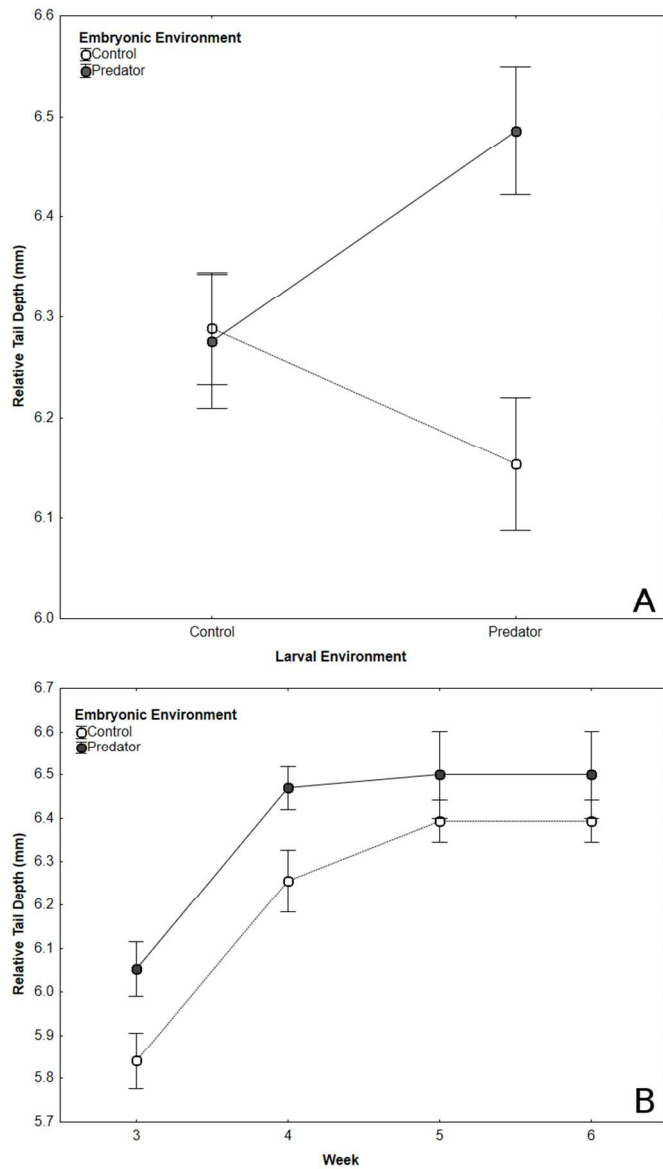 6.6
Embryonic Environment
Control
Predator
6.5
6.4
6.3
6.2
6.1
6.0
Relative Tail Depth (mm)
Control
Predator
A
Larval Environment
6.7
Embryonic Environment
Control
Predator
6.6
6.5
6.4
6.3
6.2
6.1
6.0
5.9
5.8
5.7
Relative Tail Depth (mm)
B
3
4
5
6
Week